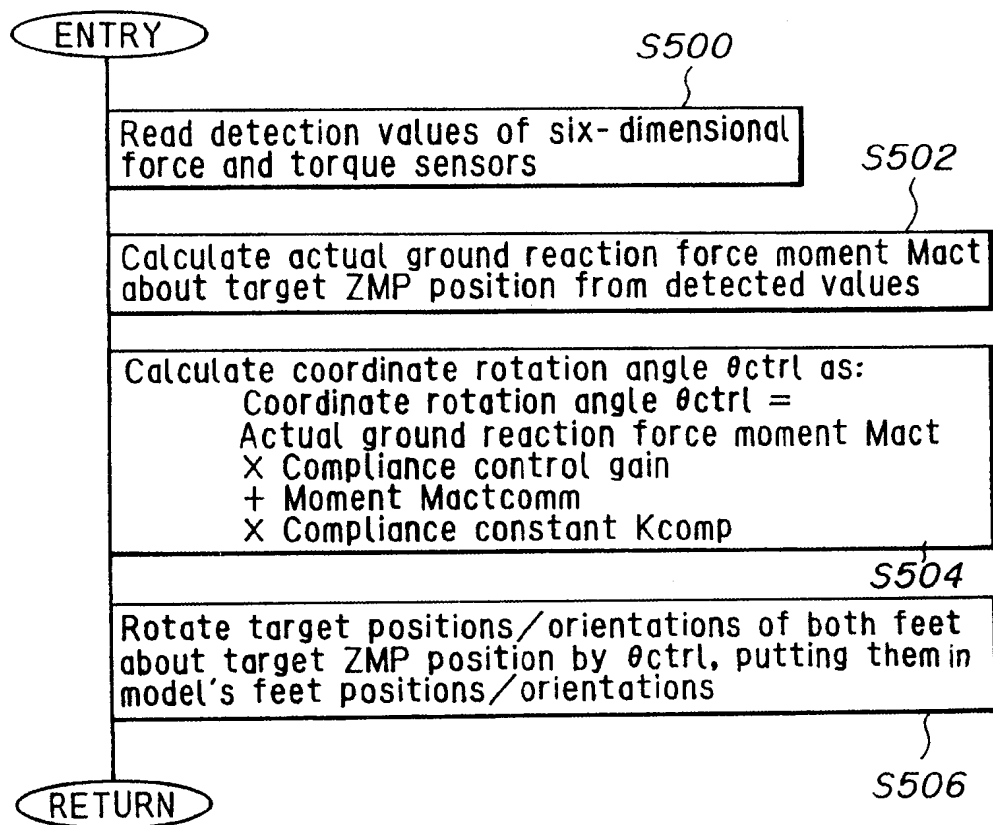 ENTRY
S500
Read detection values of six-dimensional
force and torque sensors
S502
Calculate actual ground reaction force moment Mact
about target ZMP position from detected values
Calculate coordinate rotation angle θctrl as:
Coordinate rotation angle θctrl =
Actual ground reaction force moment Mact
× Compliance control gain
+ Moment Mactcomm
× Compliance constant Kcomp
S504
Rotate target positions/orientations of both feet
about target ZMP position by θctrl, putting them in
model's feet positions/orientations
S506
RETURN